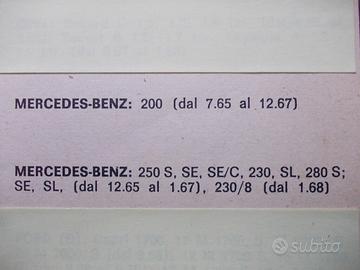 MERCEDES-BENZ: 200 (dal 7.65 al 12.67)
MERCEDES-BENZ: 250 S, SE, SE/C, 230, SL, 280 S;
SE, SL, (dal 12.65 al 1.67), 230/8 (dal 1.68)
subito